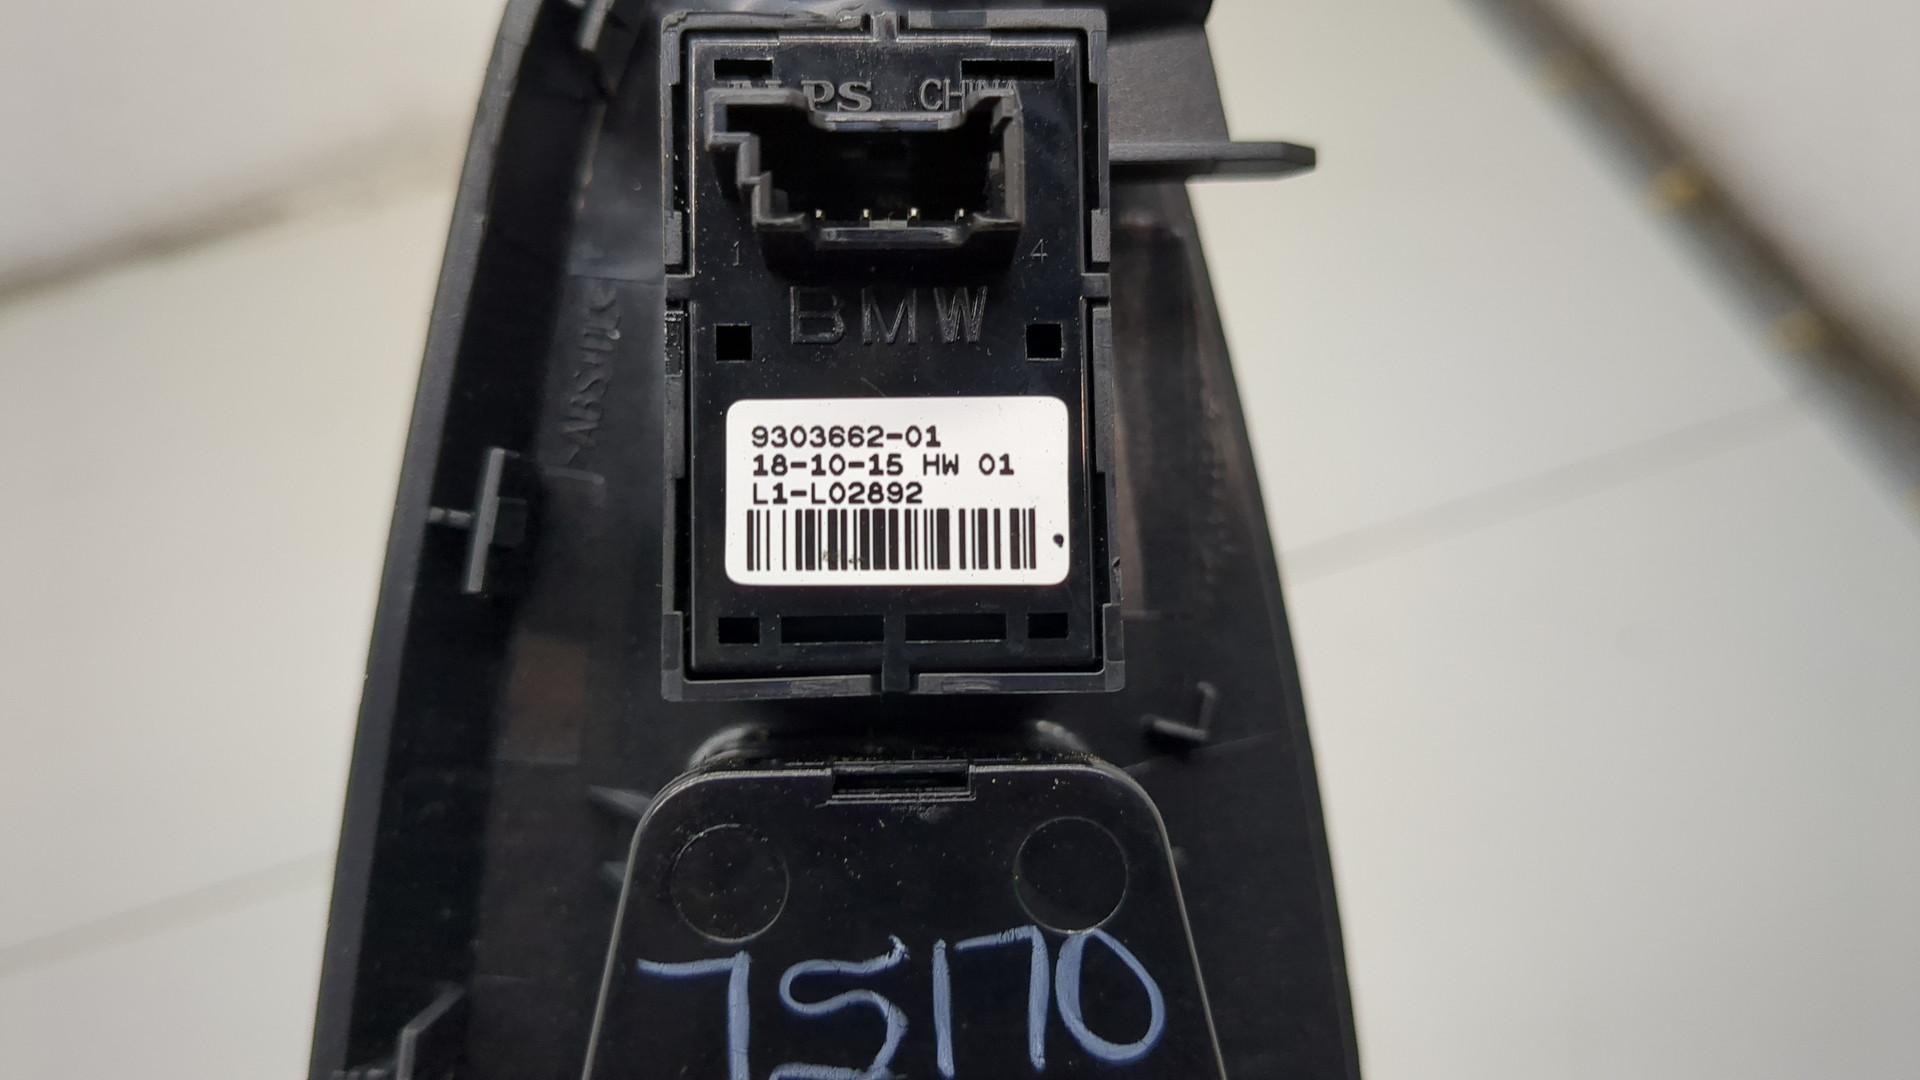 ALPS CHINA
1 4
BMW
9303662-01
18-10-15 HW 01
L1-L02892
75170